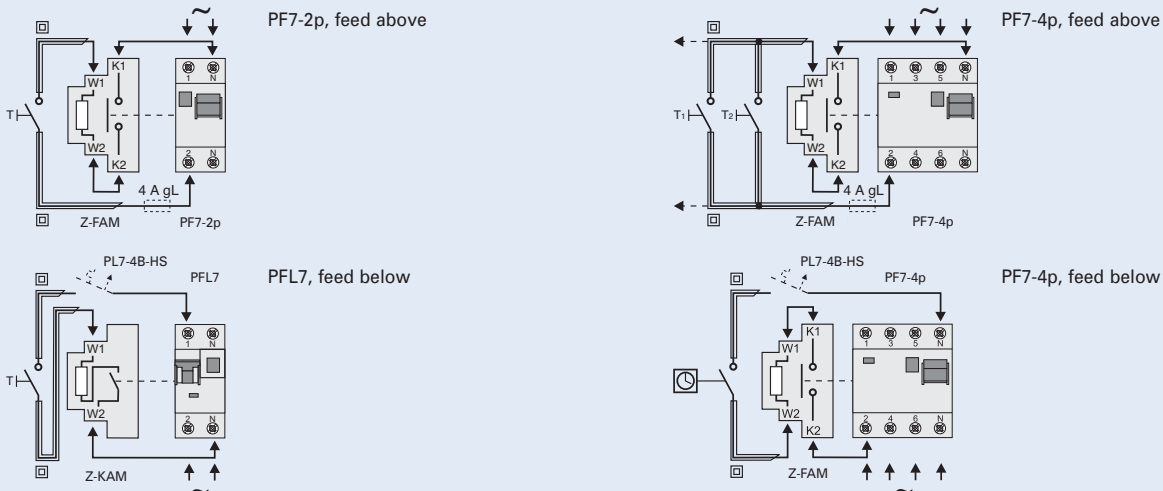 PF7-2p, feed above
~
K1
W1
1 N
T
W2
2 N
K2
4 A gL
Z-FAM PF7-2p
PF7-4p, feed above
~
K1
W1
1 3 5 N
T1 T2
W2
2 4 6 N
K2
4 A gL
Z-FAM PF7-4p
PL7-4B-HS PFL7
PFL7, feed below
1 N
W1
T
W2
2 N
Z-KAM
~
PL7-4B-HS PF7-4p
PF7-4p, feed below
K1
1 3 5 N
W1
W2
2 4 6 N
K2
Z-FAM
~